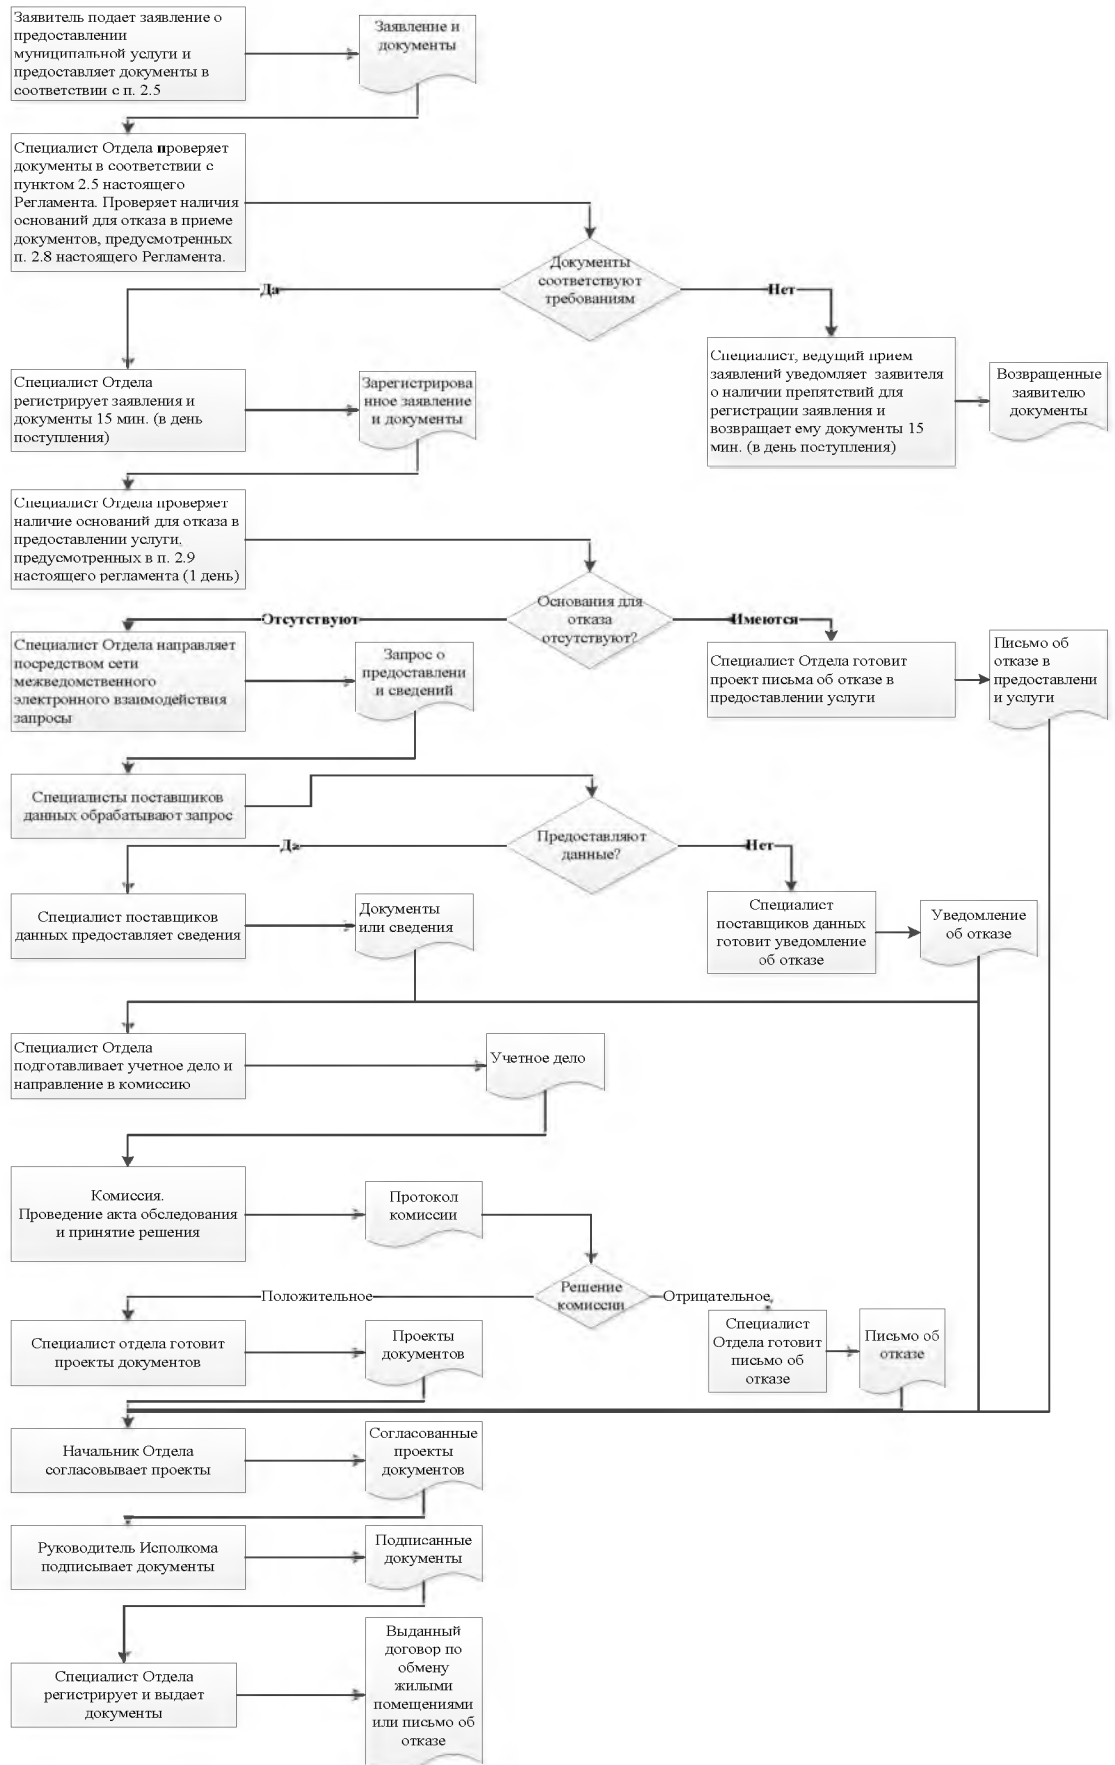 Заявитель подает заявление о
предоставлении
муниципальной услуги и
предоставляет документы в
соответствии с п. 2.5
Заявление и
документы
Специалист Отдела проверяет
документы в соответствии с
пунктом 2.5 настоящего
Регламента. Проверяет наличия
оснований для отказа в приеме
документов, предусмотренных
п. 2.8 настоящего Регламента.
Документы
соответствуют
требованиям
Да
Нет
Специалист Отдела
регистрирует заявления и
документы 15 мин. (в день
поступления)
Зарегистрирова
нное заявление
и документы
Специалист, ведущий прием
заявлений уведомляет заявителя
о наличии препятствий для
регистрации заявления и
возвращает ему документы 15
мин. (в день поступления)
Возвращенные
заявителю
документы
Специалист Отдела проверяет
наличие оснований для отказа в
предоставлении услуги,
предусмотренных в п. 2.9
настоящего регламента (1 день)
Основания для
отказа
отсутствуют?
Отсутствуют
Имеются
Специалист Отдела направляет
посредством сети
межведомственного
электронного взаимодействия
запросы
Запрос о
предоставлени
и сведений
Специалист Отдела готовит
проект письма об отказе в
предоставлении услуги
Письмо об
отказе в
предоставлени
и услуги
Специалисты поставщиков
данных обрабатывают запрос
Предоставляют
данные?
Да
Нет
Специалист поставщиков
данных предоставляет сведения
Документы
или сведения
Специалист
поставщиков данных
готовит уведомление
об отказе
Уведомление
об отказе
Специалист Отдела
подготавливает учетное дело и
направление в комиссию
Учетное дело
Комиссия.
Проведение акта обследования
и принятие решения
Протокол
комиссии
Решение
комиссии
Положительное
Отрицательное
Специалист отдела готовит
проекты документов
Проекты
документов
Специалист
Отдела готовит
письмо об
отказе
Письмо об
отказе
Начальник Отдела
согласовывает проекты
Согласованные
проекты
документов
Руководитель Исполкома
подписывает документы
Подписанные
документы
Специалист Отдела
регистрирует и выдает
документы
Выданный
договор по
обмену
жилыми
помещениями
или письмо об
отказе